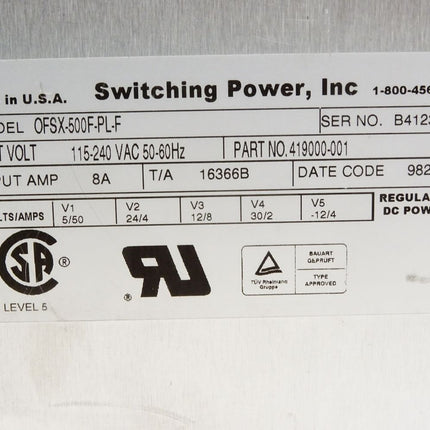 in U.S.A. Switching Power, Inc 1-800-456
DEL OFSX-500F-PL-F SER NO. B4123
T VOLT 115-240 VAC 50-60Hz PART NO. 419000-001
PUT AMP 8A T/A 16366B DATE CODE 982
LTS/AMPS V1 5/50 V2 24/4 V3 12/8 V4 30/2 V5 -12/4 REGULA
DC POW
CSA ®
LEVEL 5
RU ®
TÜV Rheinland
Gruppe
BAUART
GEPRÜFT
TYPE
APPROVED